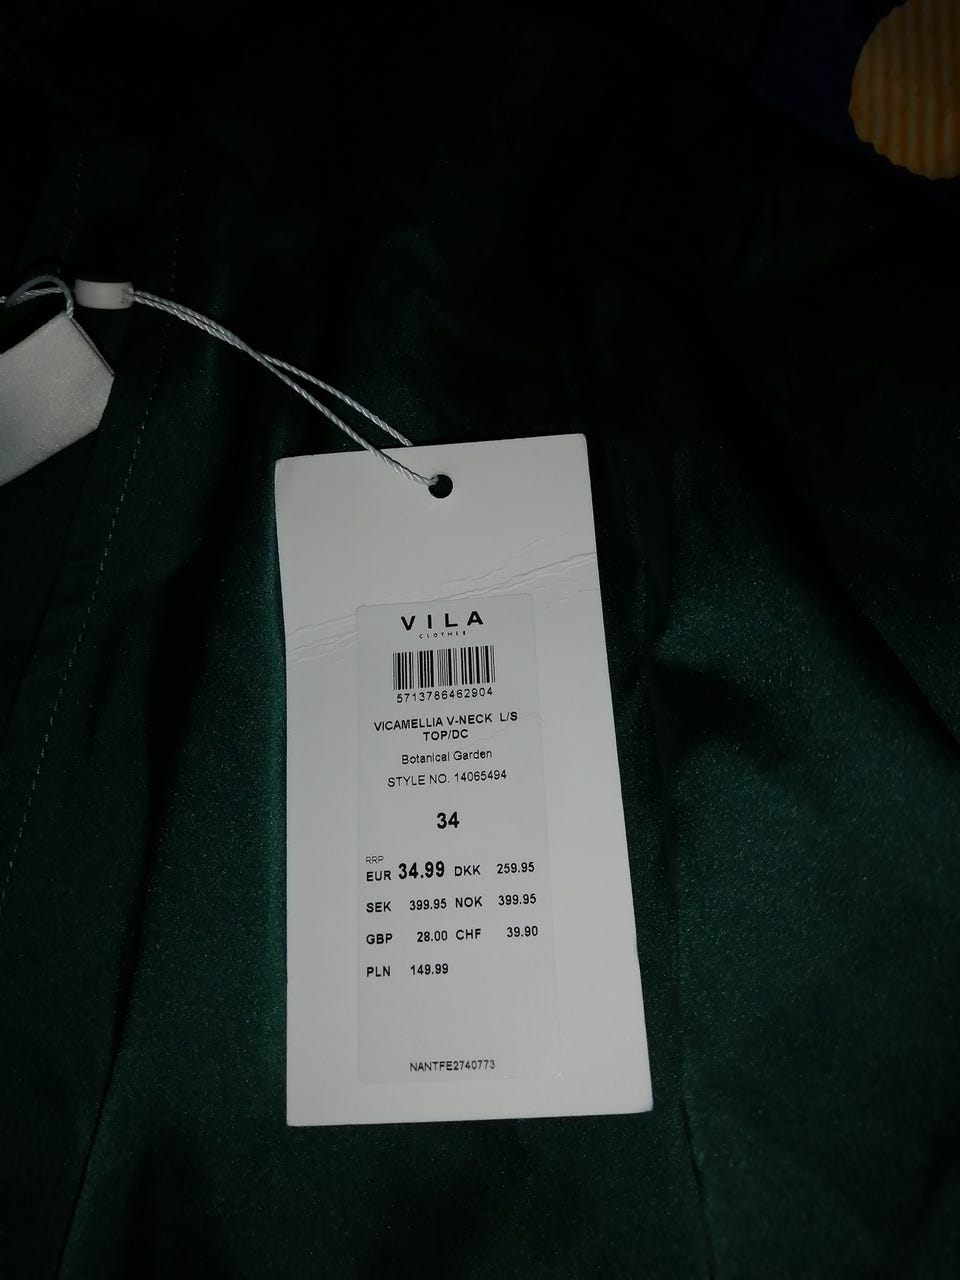 VILA
CLOTHES
5713786462904
VICAMELLIA V-NECK L/S
TOP/DC
Botanical Garden
STYLE NO. 14065494
34
RRP
EUR 34.99 DKK 259.95
SEK 399.95 NOK 399.95
GBP 28.00 CHF 39.90
PLN 149.99
NANTFE2740773